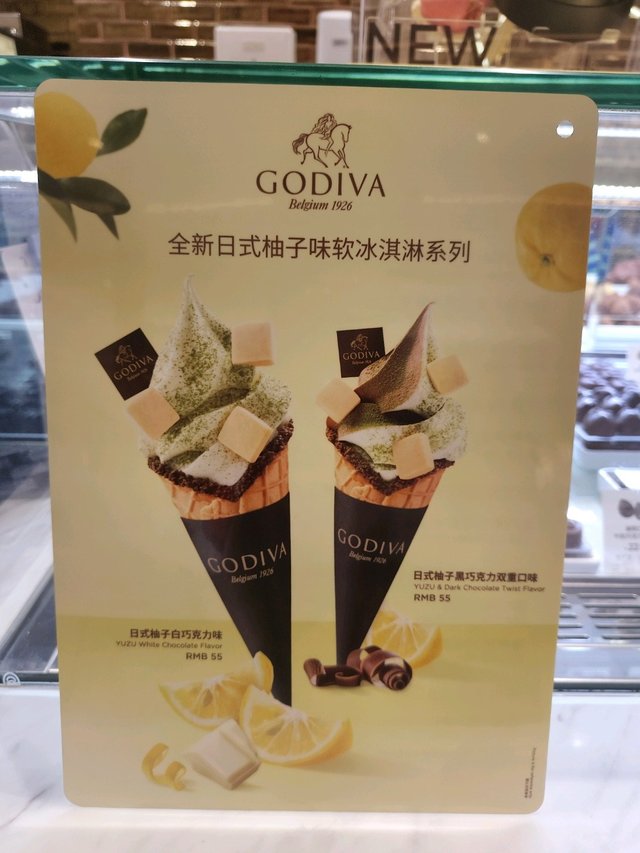 NEW
GODIVA
Belgium 1926
全新日式柚子味软冰淇淋系列
GODIVA
GODIVA
GODIVA
Belgium 1926
GODIVA
Belgium 1926
日式柚子黑巧克力双重口味
YUZU & Dark Chocolate Twist Flavor
RMB 55
日式柚子白巧克力味
YUZU White Chocolate Flavor
RMB 55